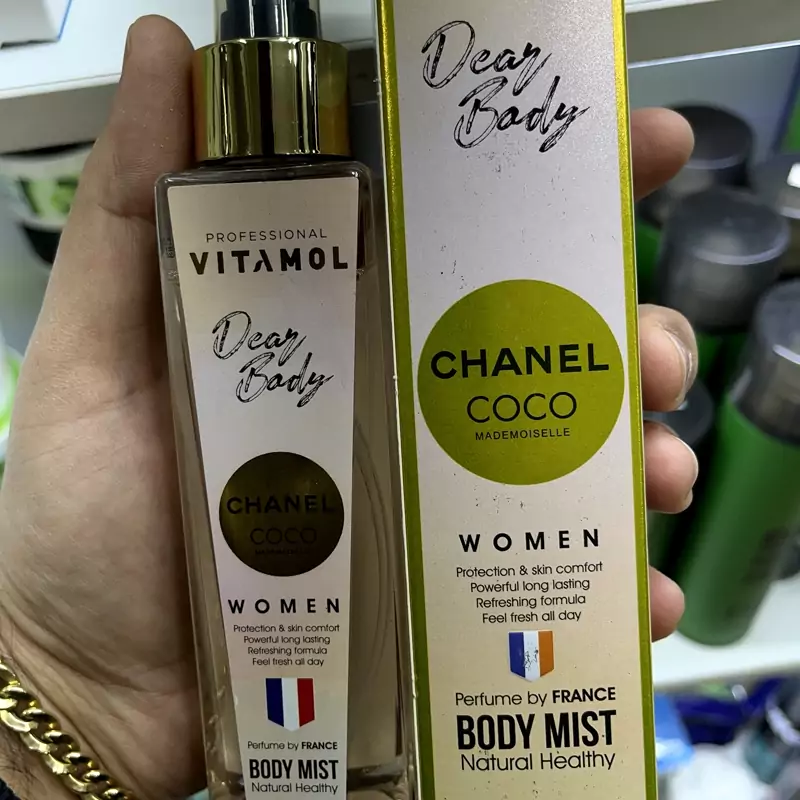 PROFESSIONAL
VITAMOL
Dear
Body
CHANEL
COCO
MADEMOISELLE
WOMEN
Protection & skin comfort
Powerful long lasting
Refreshing formula
Feel fresh all day
Perfume by FRANCE
BODY MIST
Natural Healthy
Dear
Body
CHANEL
COCO
MADEMOISELLE
WOMEN
Protection & skin comfort
Powerful long lasting
Refreshing formula
Feel fresh all day
Perfume by FRANCE
BODY MIST
Natural Healthy